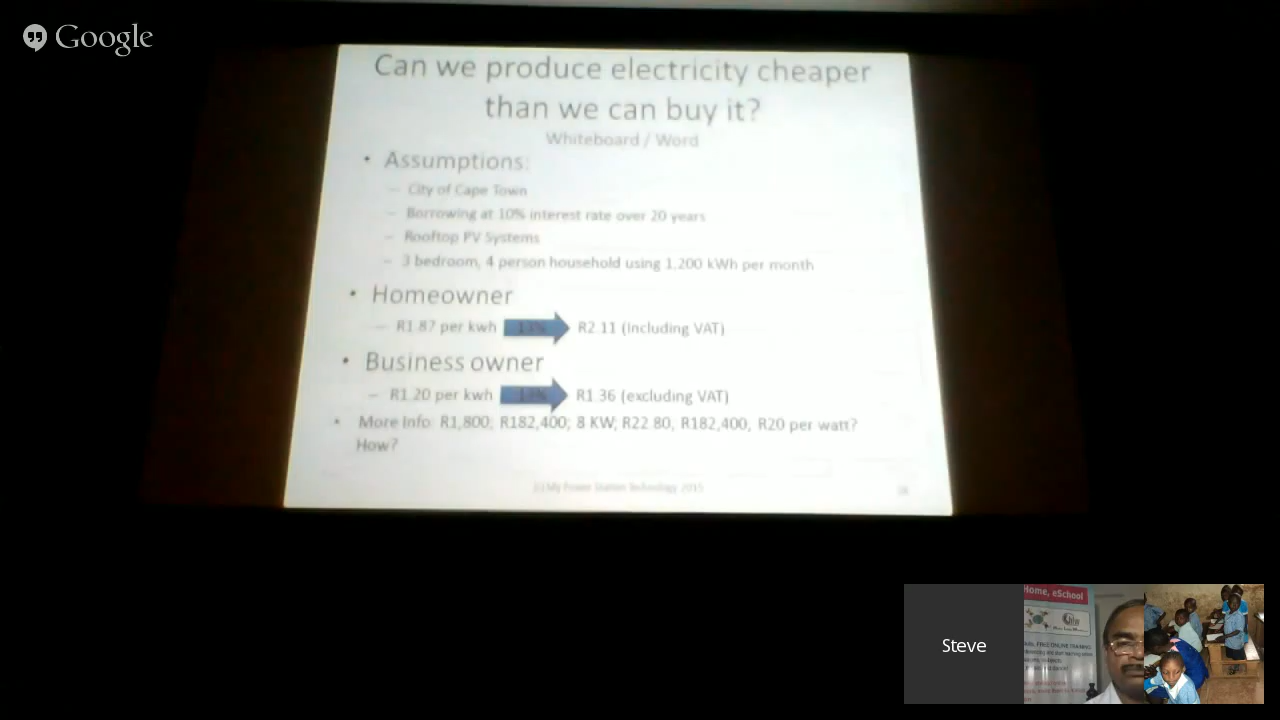 Google
Can we produce electricity cheaper
than we can buy it?
Whiteboard / Word
• Assumptions:
– City of Cape Town
– Borrowing at 10% interest rate over 20 years
– Rooftop PV Systems
– 3 bedroom, 4 person household using 1,200 kWh per month
• Homeowner
– R1.87 per kwh 13% R2.11 (Including VAT)
• Business owner
– R1.20 per kwh 13% R1.36 (excluding VAT)
• More Info R1,800; R182,400; 8 KW; R22 80, R182,400, R20 per watt?
How?
(c) My Power Station Technology 2015
Steve
Home, eSchool
FREE ONLINE TRAINING